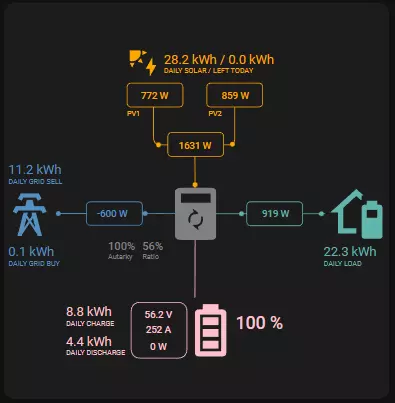 28.2 kWh / 0.0 kWh
DAILY SOLAR / LEFT TODAY
772 W
859 W
PV1
PV2
1631 W
11.2 kWh
DAILY GRID SELL
-600 W
919 W
100%
56%
Autarky
Ratio
0.1 kWh
DAILY GRID BUY
22.3 kWh
DAILY LOAD
8.8 kWh
DAILY CHARGE
4.4 kWh
DAILY DISCHARGE
56.2 V
252 A
0 W
100 %